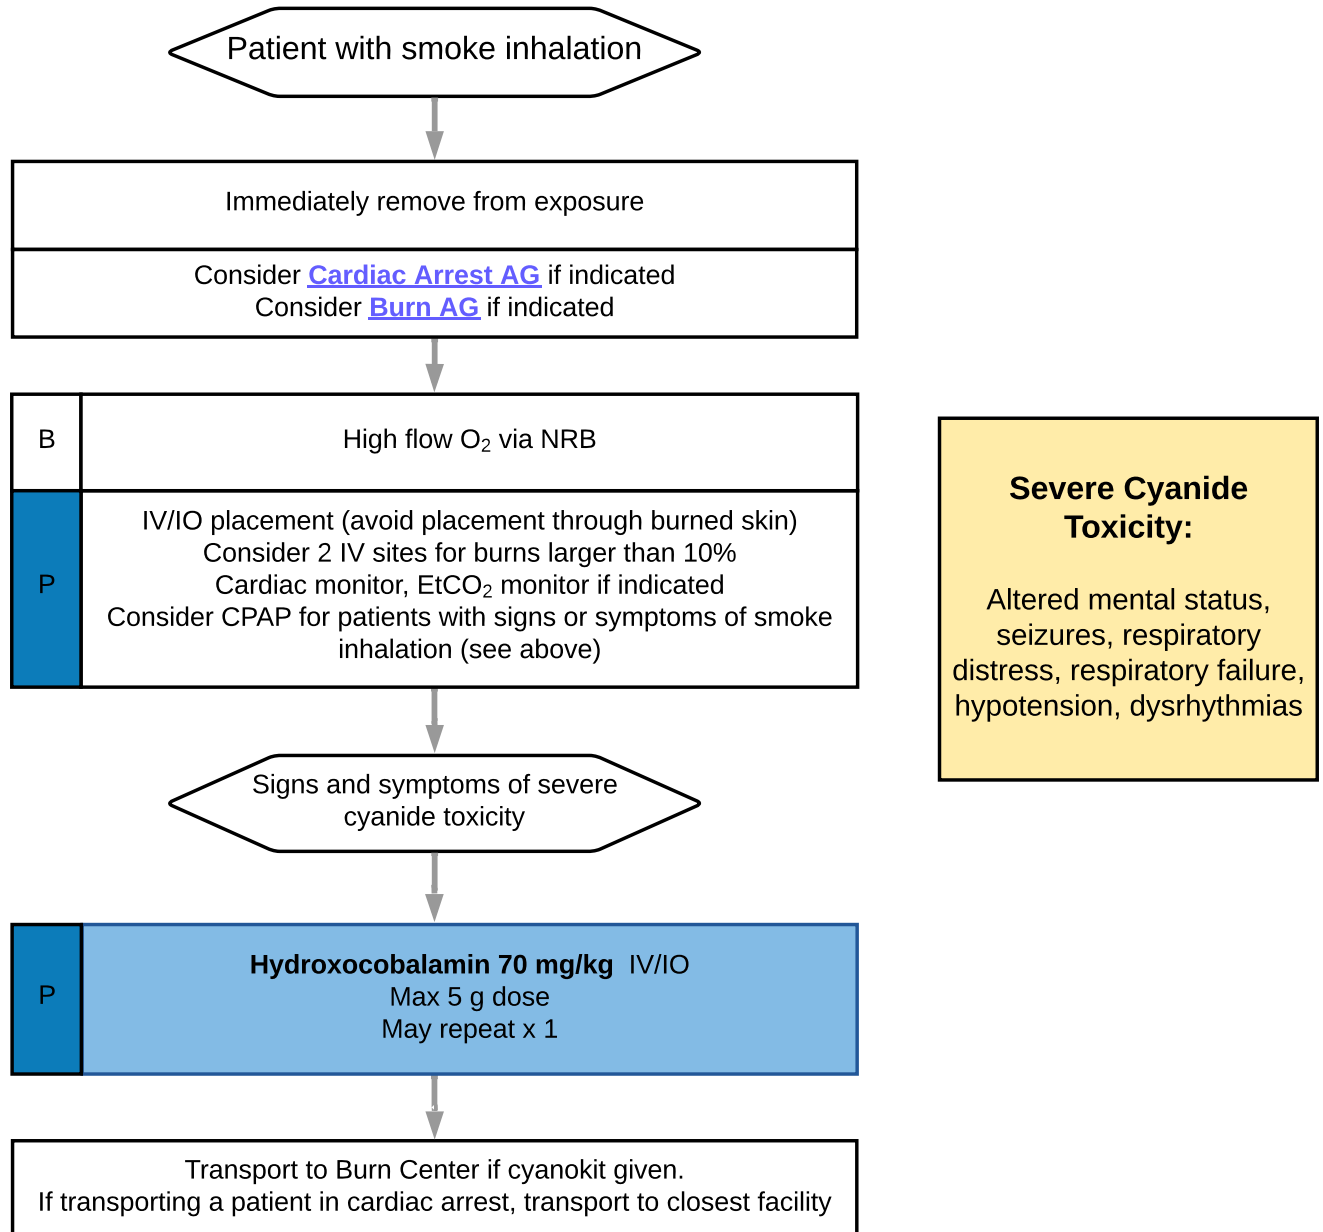 Patient with smoke inhalation
Immediately remove from exposure
Consider Cardiac Arrest AG if indicated
Consider Burn AG if indicated
B
High flow O₂ via NRB
P
IV/IO placement (avoid placement through burned skin)
Consider 2 IV sites for burns larger than 10%
Cardiac monitor, EtCO₂ monitor if indicated
Consider CPAP for patients with signs or symptoms of smoke
inhalation (see above)
Severe Cyanide
Toxicity:
Altered mental status,
seizures, respiratory
distress, respiratory failure,
hypotension, dysrhythmias
Signs and symptoms of severe
cyanide toxicity
P
Hydroxocobalamin 70 mg/kg IV/IO
Max 5 g dose
May repeat x 1
Transport to Burn Center if cyanokit given.
If transporting a patient in cardiac arrest, transport to closest facility